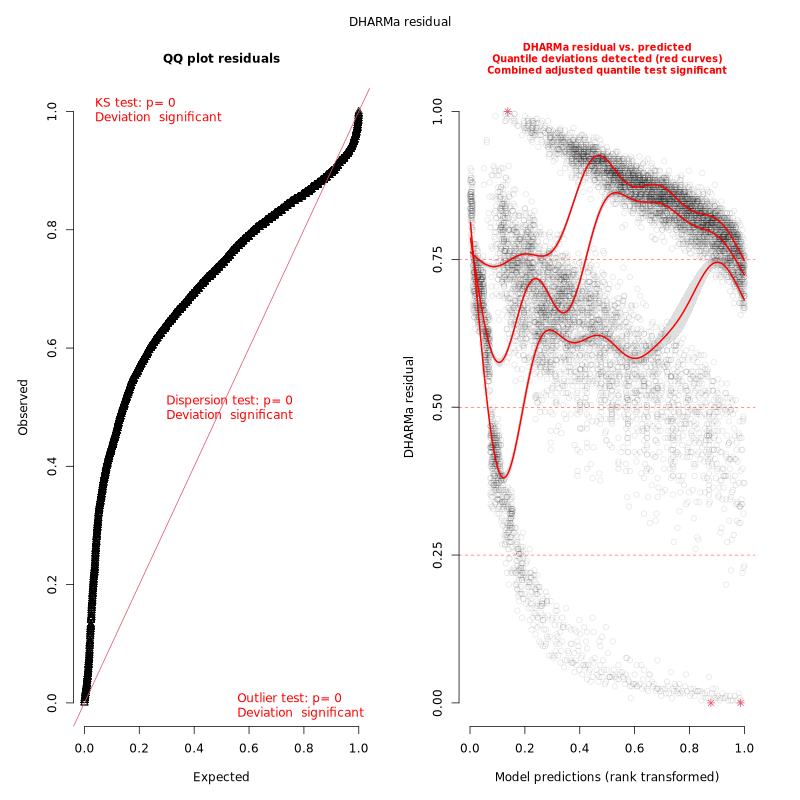 DHARMa residual
QQ plot residuals
KS test: p= 0
Deviation  significant
Dispersion test: p= 0
Deviation  significant
Outlier test: p= 0
Deviation  significant
Observed
0.0 0.2 0.4 0.6 0.8 1.0
0.0 0.2 0.4 0.6 0.8 1.0
Expected
DHARMa residual vs. predicted
Quantile deviations detected (red curves)
Combined adjusted quantile test significant
DHARMa residual
0.00 0.25 0.50 0.75 1.00
0.0 0.2 0.4 0.6 0.8 1.0
Model predictions (rank transformed)